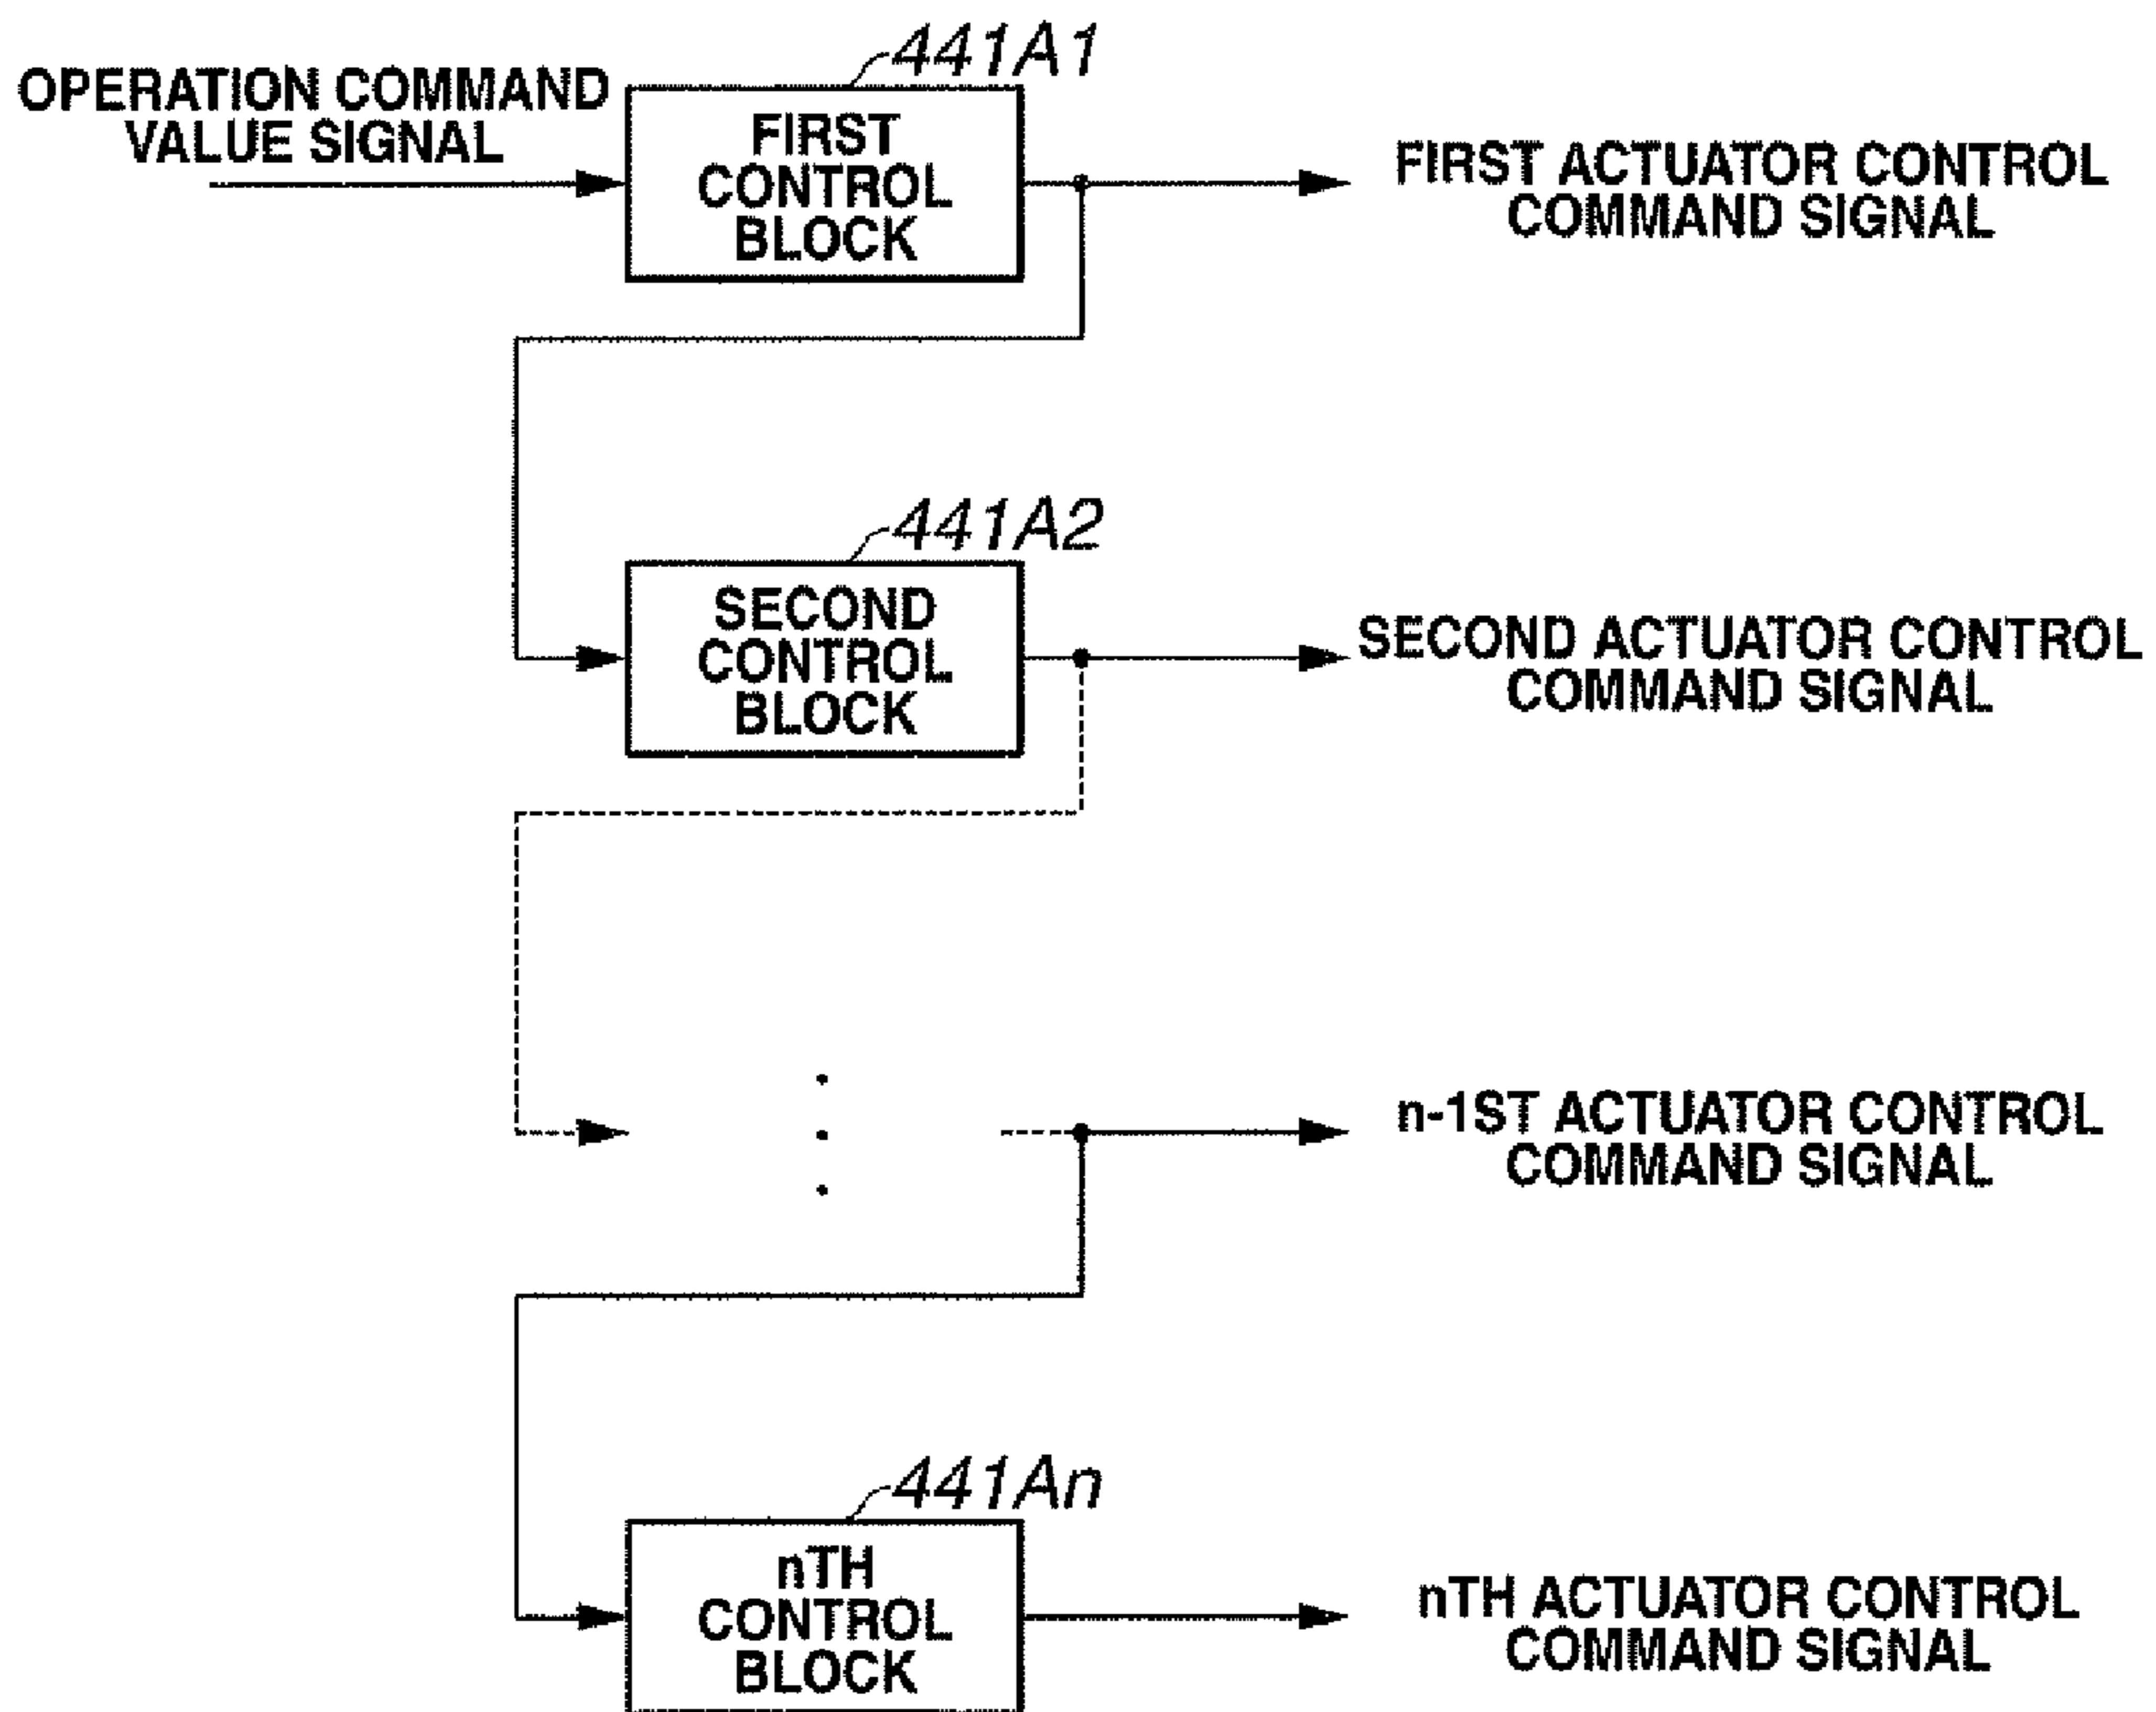 441A1
OPERATION COMMAND
VALUE SIGNAL
FIRST
CONTROL
BLOCK
FIRST ACTUATOR CONTROL
COMMAND SIGNAL
441A2
SECOND
CONTROL
BLOCK
SECOND ACTUATOR CONTROL
COMMAND SIGNAL
n-1ST ACTUATOR CONTROL
COMMAND SIGNAL
441An
nTH
CONTROL
BLOCK
nTH ACTUATOR CONTROL
COMMAND SIGNAL